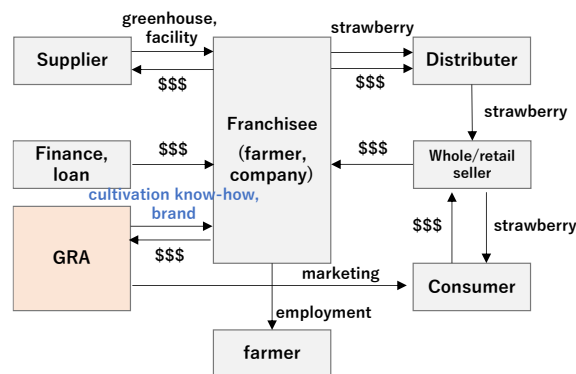 greenhouse,
facility
strawberry
Supplier
Distributer
$$$
$$$
strawberry
Franchisee
(farmer,
company)
Finance,
loan
$$$
$$$
Whole/retail
seller
cultivation know-how,
brand
GRA
$$$
$$$
strawberry
marketing
Consumer
employment
farmer